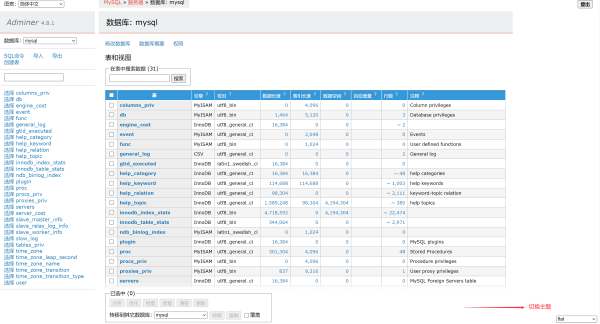 语言: 简体中文
MySQL » 服务器 » 数据库: mysql
登出
Adminer 4.8.1
数据库: mysql
数据库: mysql
SQL命令 导入 导出
创建表
修改数据库 数据库概要 权限
表和视图
在表中搜索数据 (31)
搜索
选择 columns_priv
选择 db
选择 engine_cost
选择 event
选择 func
选择 general_log
选择 gtid_executed
选择 help_category
选择 help_keyword
选择 help_relation
选择 help_topic
选择 innodb_index_stats
选择 innodb_table_stats
选择 ndb_binlog_index
选择 plugin
选择 proc
选择 procs_priv
选择 proxies_priv
选择 servers
选择 server_cost
选择 slave_master_info
选择 slave_relay_log_info
选择 slave_worker_info
选择 slow_log
选择 tables_priv
选择 time_zone
选择 time_zone_leap_second
选择 time_zone_name
选择 time_zone_transition
选择 time_zone_transition_type
选择 user
表 引擎 ? 校对 ? 数据长度 ? 索引长度 ? 数据空闲 ? 自动增量 ? 行数 ? 注释 ?
columns_priv MyISAM utf8_bin 0 4,096 0 0 Column privileges
db MyISAM utf8_bin 1,464 5,120 0 3 Database privileges
engine_cost InnoDB utf8_general_ci 16,384 0 0 ~ 2
event MyISAM utf8_general_ci 0 2,048 0 0 Events
func MyISAM utf8_bin 0 1,024 0 0 User defined functions
general_log CSV utf8_general_ci 0 0 0 2 General log
gtid_executed InnoDB latin1_swedish_ci 16,384 0 0 0
help_category InnoDB utf8_general_ci 16,384 16,384 0 ~ 48 help categories
help_keyword InnoDB utf8_general_ci 114,688 114,688 0 ~ 1,003 help keywords
help_relation InnoDB utf8_general_ci 98,304 0 0 ~ 2,111 keyword-topic relation
help_topic InnoDB utf8_general_ci 1,589,248 98,304 4,194,304 ~ 380 help topics
innodb_index_stats InnoDB utf8_bin 4,718,592 0 4,194,304 ~ 22,474
innodb_table_stats InnoDB utf8_bin 344,064 0 0 ~ 2,971
ndb_binlog_index MyISAM latin1_swedish_ci 0 1,024 0 0
plugin InnoDB utf8_general_ci 16,384 0 0 0 MySQL plugins
proc MyISAM utf8_general_ci 301,304 4,096 0 48 Stored Procedures
procs_priv MyISAM utf8_bin 0 4,096 0 0 Procedure privileges
proxies_priv MyISAM utf8_bin 837 9,216 0 1 User proxy privileges
servers InnoDB utf8_general_ci 16,384 0 0 0 MySQL Foreign Servers table
已选中 (0)
分析 优化 检查 修复 清空 删除
转移到其它数据库: mysql 转移 复制 覆盖
切换主题
flat